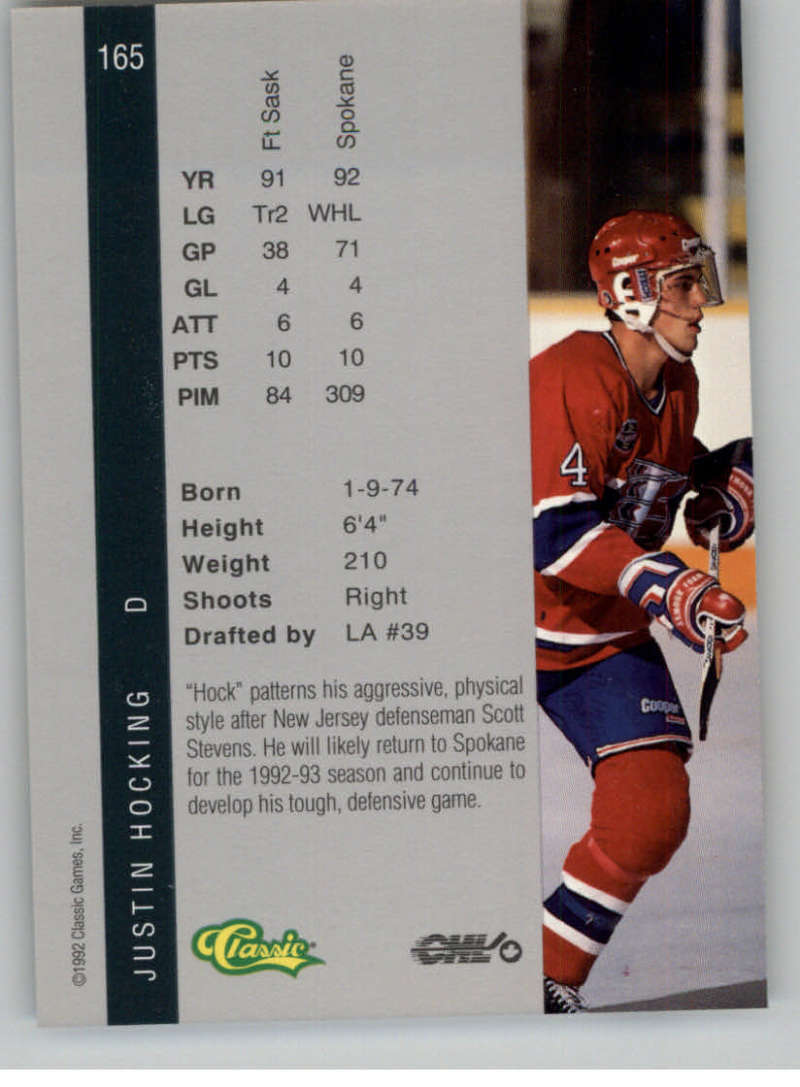 165
JUSTIN HOCKING D
©1992 Classic Games, Inc.
Ft Sask Spokane
YR 91 92
LG Tr2 WHL
GP 38 71
GL 4 4
ATT 6 6
PTS 10 10
PIM 84 309
Born 1-9-74
Height 6'4"
Weight 210
Shoots Right
Drafted by LA #39
"Hock" patterns his aggressive, physical
style after New Jersey defenseman Scott
Stevens. He will likely return to Spokane
for the 1992-93 season and continue to
develop his tough, defensive game.
Classic
CHL
Cooper
4
Cooper